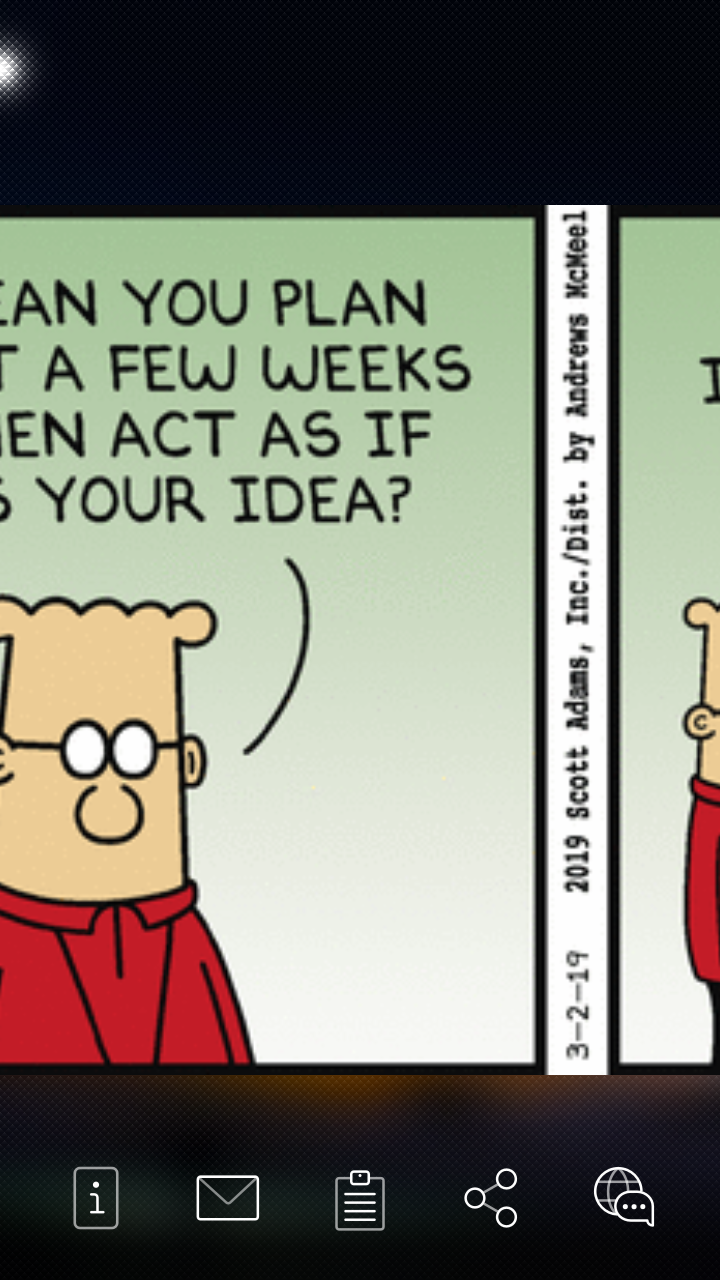 EAN YOU PLAN
T A FEW WEEKS
HEN ACT AS IF
S YOUR IDEA?
3-2-19 2019 Scott Adams, Inc./Dist. by Andrews McMeel
I